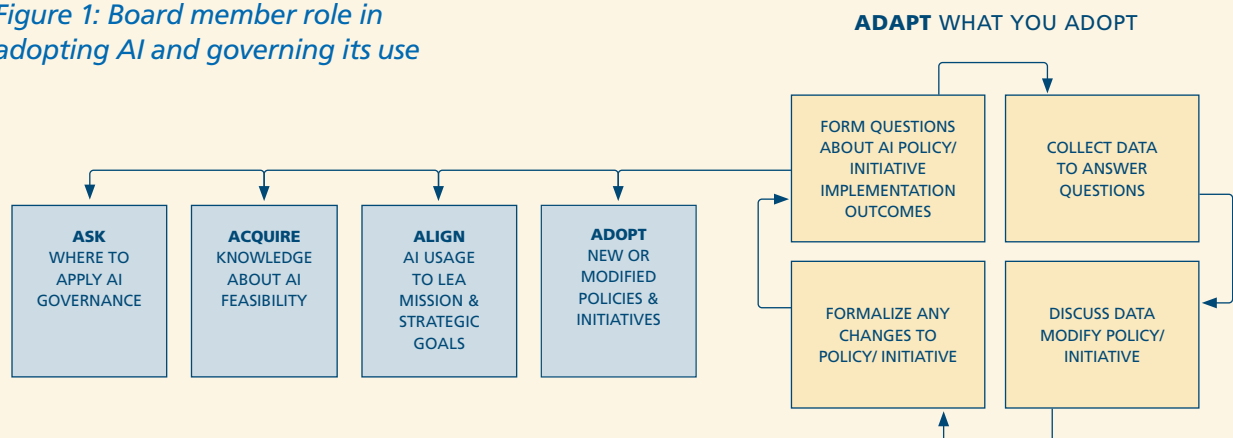 Figure 1: Board member role in
adopting AI and governing its use
ADAPT WHAT YOU ADOPT
ASK
WHERE TO
APPLY AI
GOVERNANCE
ACQUIRE
KNOWLEDGE
ABOUT AI
FEASIBILITY
ALIGN
AI USAGE
TO LEA
MISSION &
STRATEGIC
GOALS
ADOPT
NEW OR
MODIFIED
POLICIES &
INITIATIVES
FORM QUESTIONS
ABOUT AI POLICY/
INITIATIVE
IMPLEMENTATION
OUTCOMES
COLLECT DATA
TO ANSWER
QUESTIONS
FORMALIZE ANY
CHANGES TO
POLICY/ INITIATIVE
DISCUSS DATA
MODIFY POLICY/
INITIATIVE